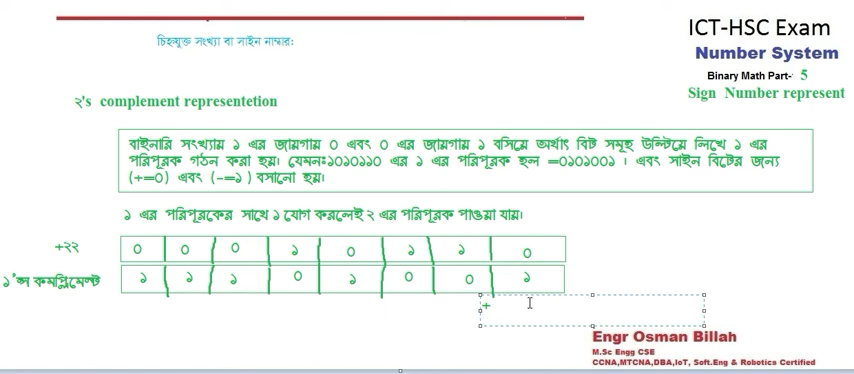 ICT-HSC Exam
Number System
Binary Math Part- 5
Sign Number represent
চিহ্নযুক্ত সংখ্যা বা সাইন নাম্বার:
২'s complement representetion
বাইনারি সংখ্যায় ১ এর জায়গায় ০ এবং ০ এর জায়গায় ১ বসিয়ে অর্থাৎ বিট সমূহ উল্টিয়ে লিখে ১ এর
পরিপূরক গঠন করা হয়। যেমনঃ১০১০১১০ এর ১ এর পরিপূরক হল =০১০১০০১ । এবং সাইন বিটের জন্য
(+=০) এবং (-=১ ) বসানো হয়।
১ এর পরিপূরকের সাথে ১ যোগ করলেই ২ এর পরিপূরক পাওয়া যায়।
+২২ ০ ০ ০ ১ ০ ১ ১ ০
১'ন্স কমপ্লিমেন্ট ১ ১ ১ ০ ১ ০ ০ ১
+
Engr Osman Billah
M.Sc Engg CSE
CCNA,MTCNA,DBA,IoT, Soft.Eng & Robotics Certified